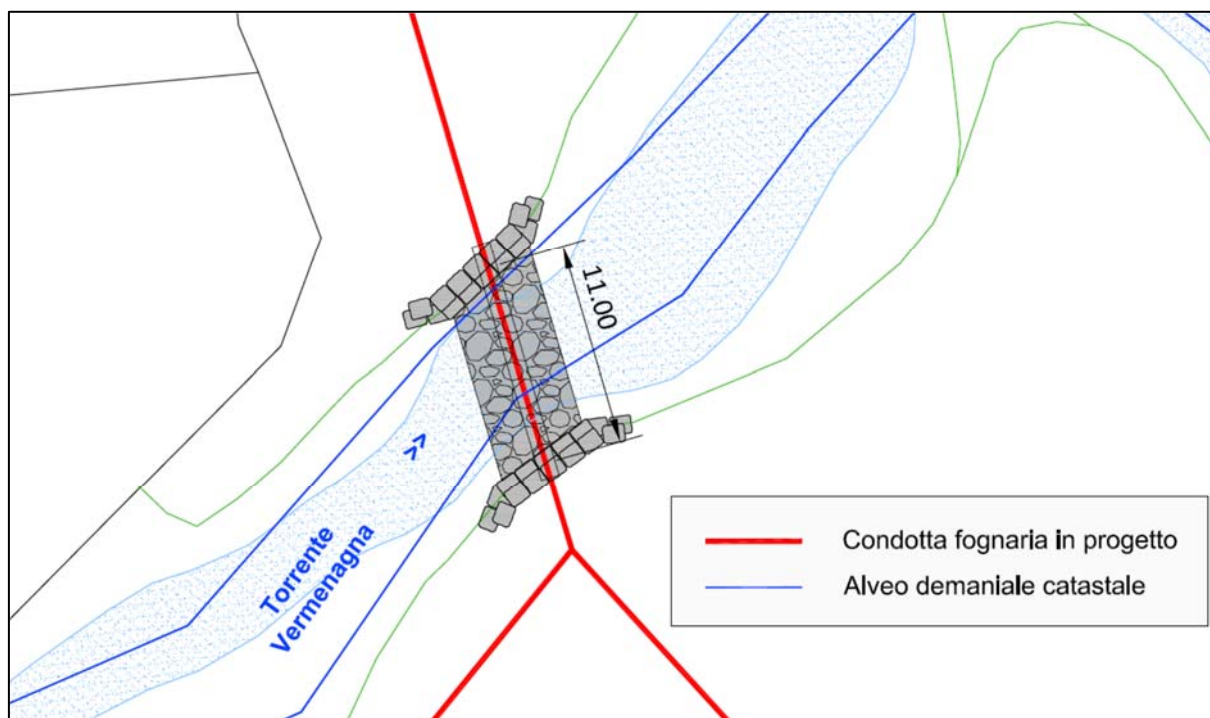 11.00
>>
Torrente
Vermenagna
Condotta fognaria in progetto
Alveo demaniale catastale